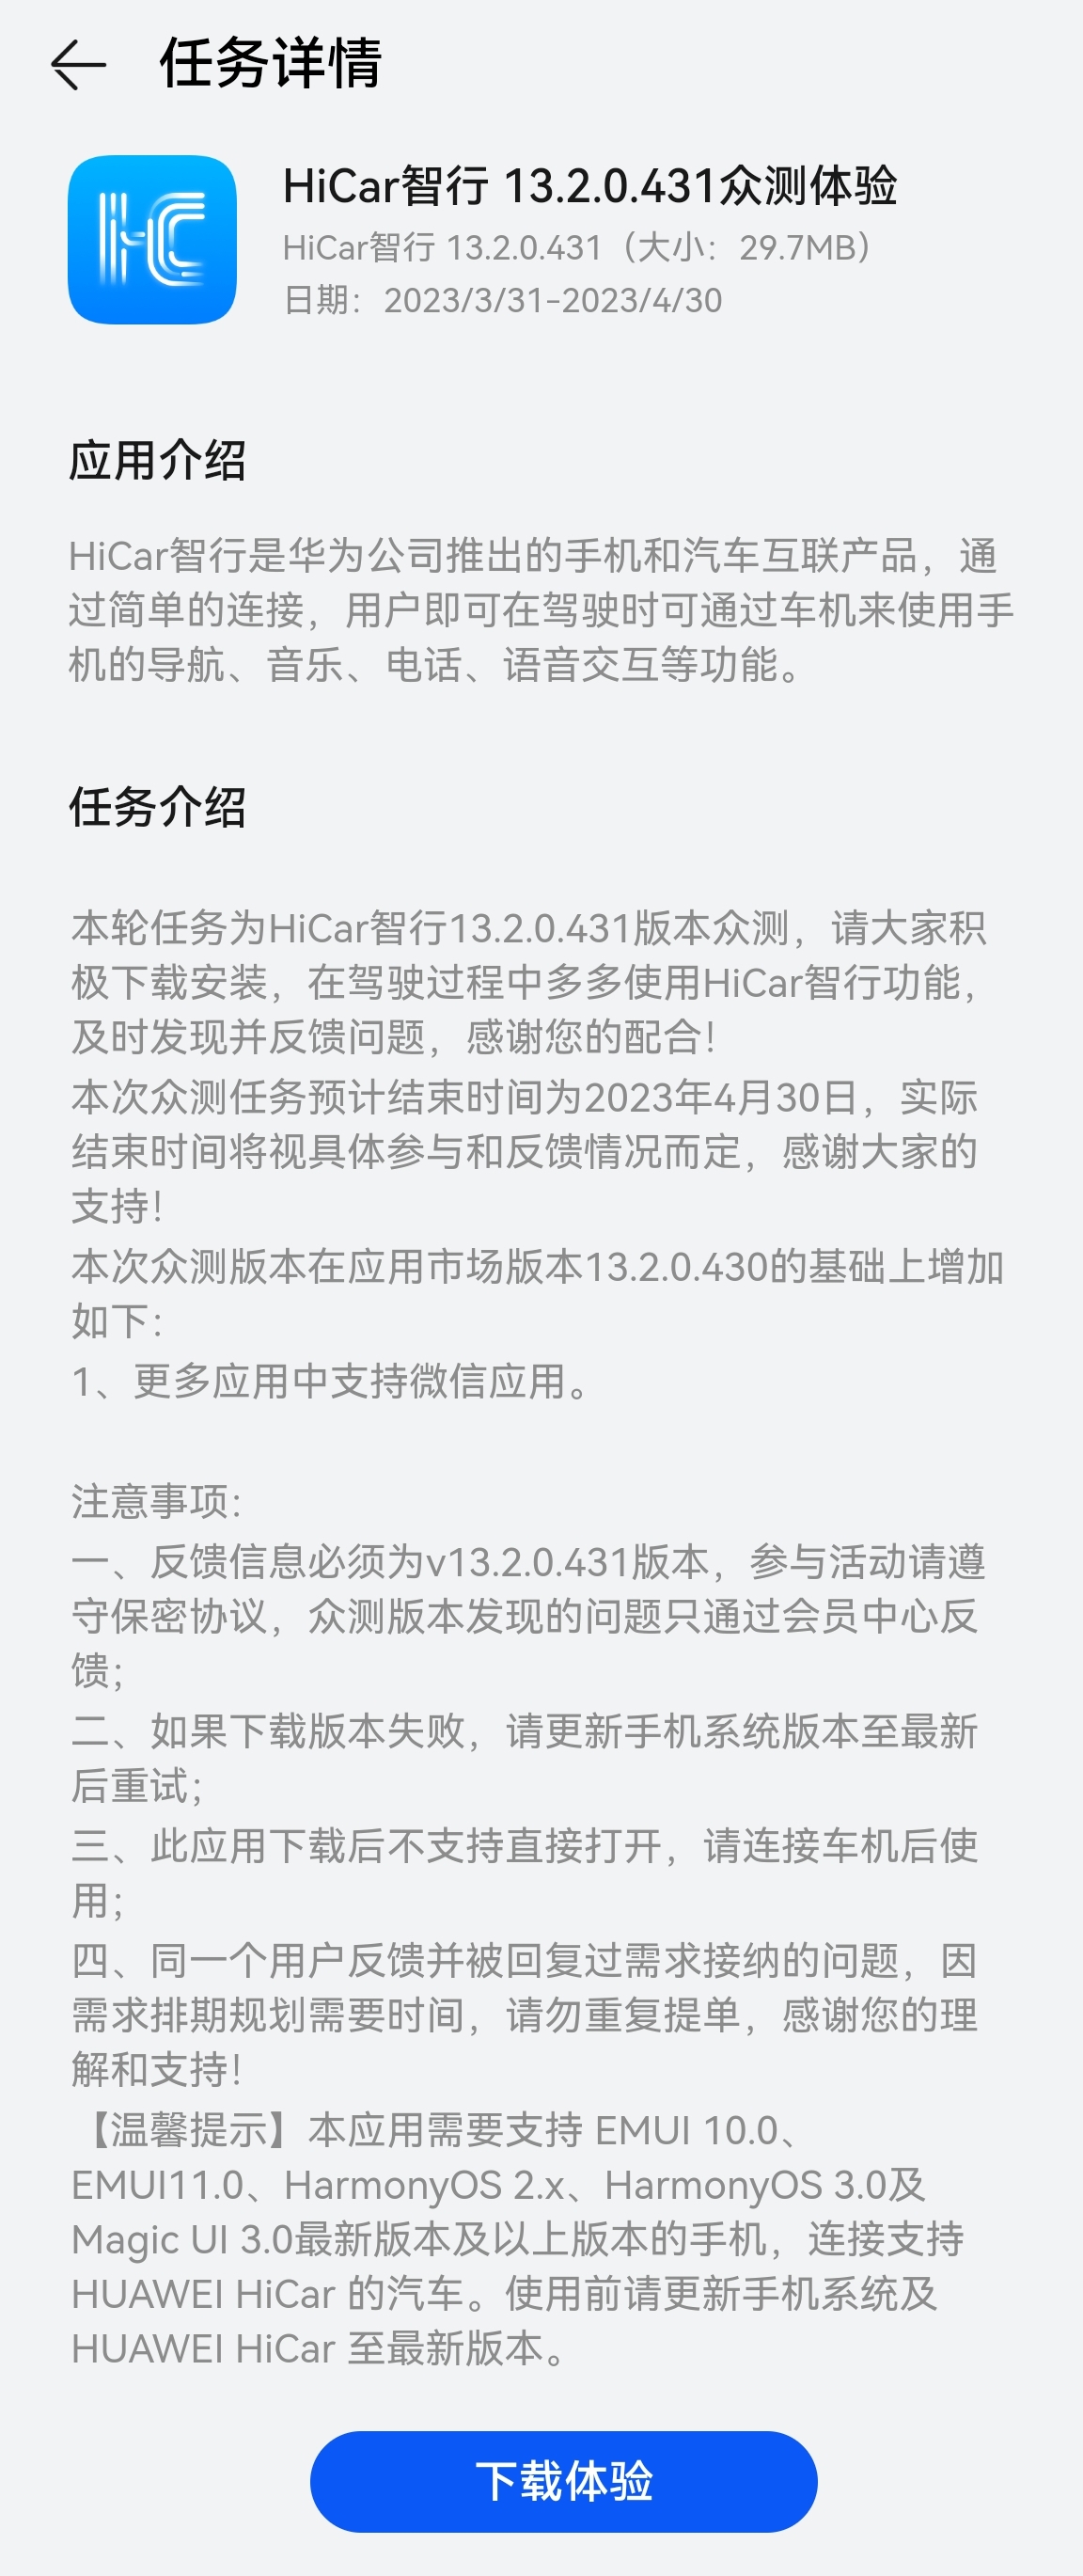 任务详情
HiCar智行 13.2.0.431众测体验
HiCar智行 13.2.0.431（大小：29.7MB）
日期：2023/3/31-2023/4/30
应用介绍
HiCar智行是华为公司推出的手机和汽车互联产品，通
过简单的连接，用户即可在驾驶时可通过车机来使用手
机的导航、音乐、电话、语音交互等功能。
任务介绍
本轮任务为HiCar智行13.2.0.431版本众测，请大家积
极下载安装，在驾驶过程中多多使用HiCar智行功能，
及时发现并反馈问题，感谢您的配合！
本次众测任务预计结束时间为2023年4月30日，实际
结束时间将视具体参与和反馈情况而定，感谢大家的
支持！
本次众测版本在应用市场版本13.2.0.430的基础上增加
如下：
1、更多应用中支持微信应用。
注意事项：
一、反馈信息必须为v13.2.0.431版本，参与活动请遵
守保密协议，众测版本发现的问题只通过会员中心反
馈；
二、如果下载版本失败，请更新手机系统版本至最新
后重试；
三、此应用下载后不支持直接打开，请连接车机后使
用；
四、同一个用户反馈并被回复过需求接纳的问题，因
需求排期规划需要时间，请勿重复提单，感谢您的理
解和支持！
【温馨提示】本应用需要支持 EMUI 10.0、
EMUI11.0、HarmonyOS 2.x、HarmonyOS 3.0及
Magic UI 3.0最新版本及以上版本的手机，连接支持
HUAWEI HiCar 的汽车。使用前请更新手机系统及
HUAWEI HiCar 至最新版本。
下载体验